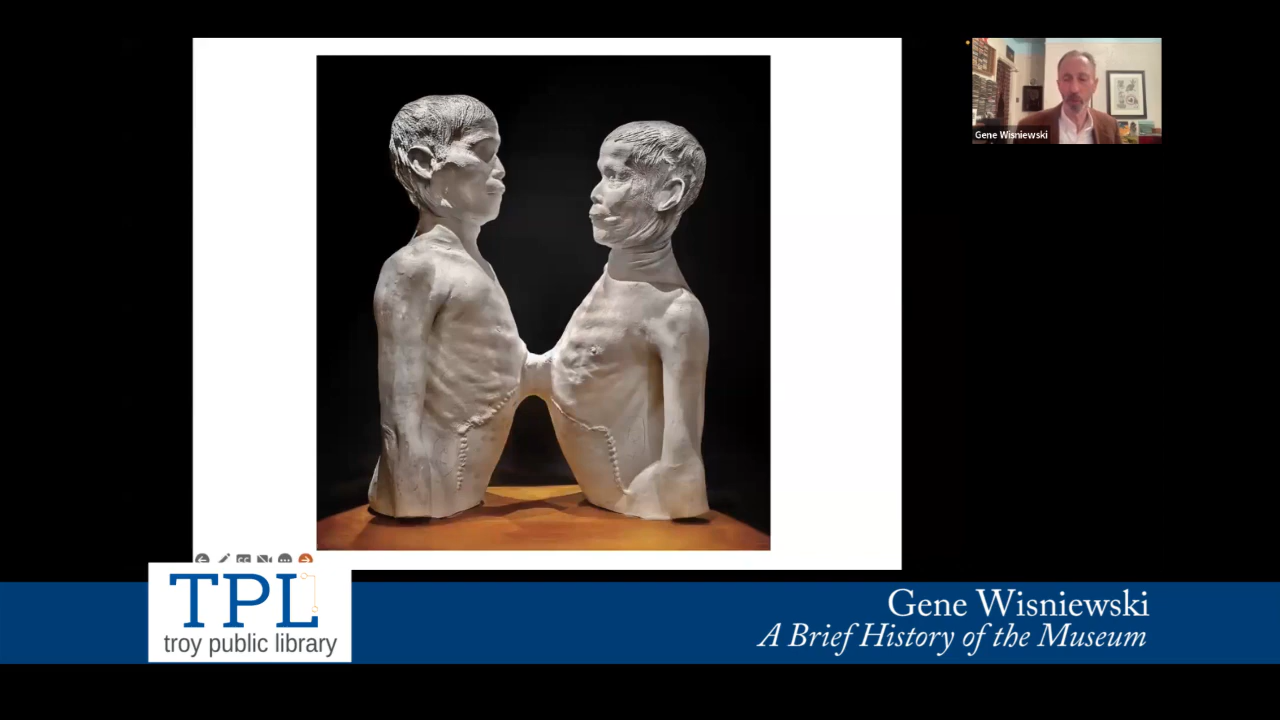 Gene Wisniewski
TPL
troy public library
Gene Wisniewski
A Brief History of the Museum